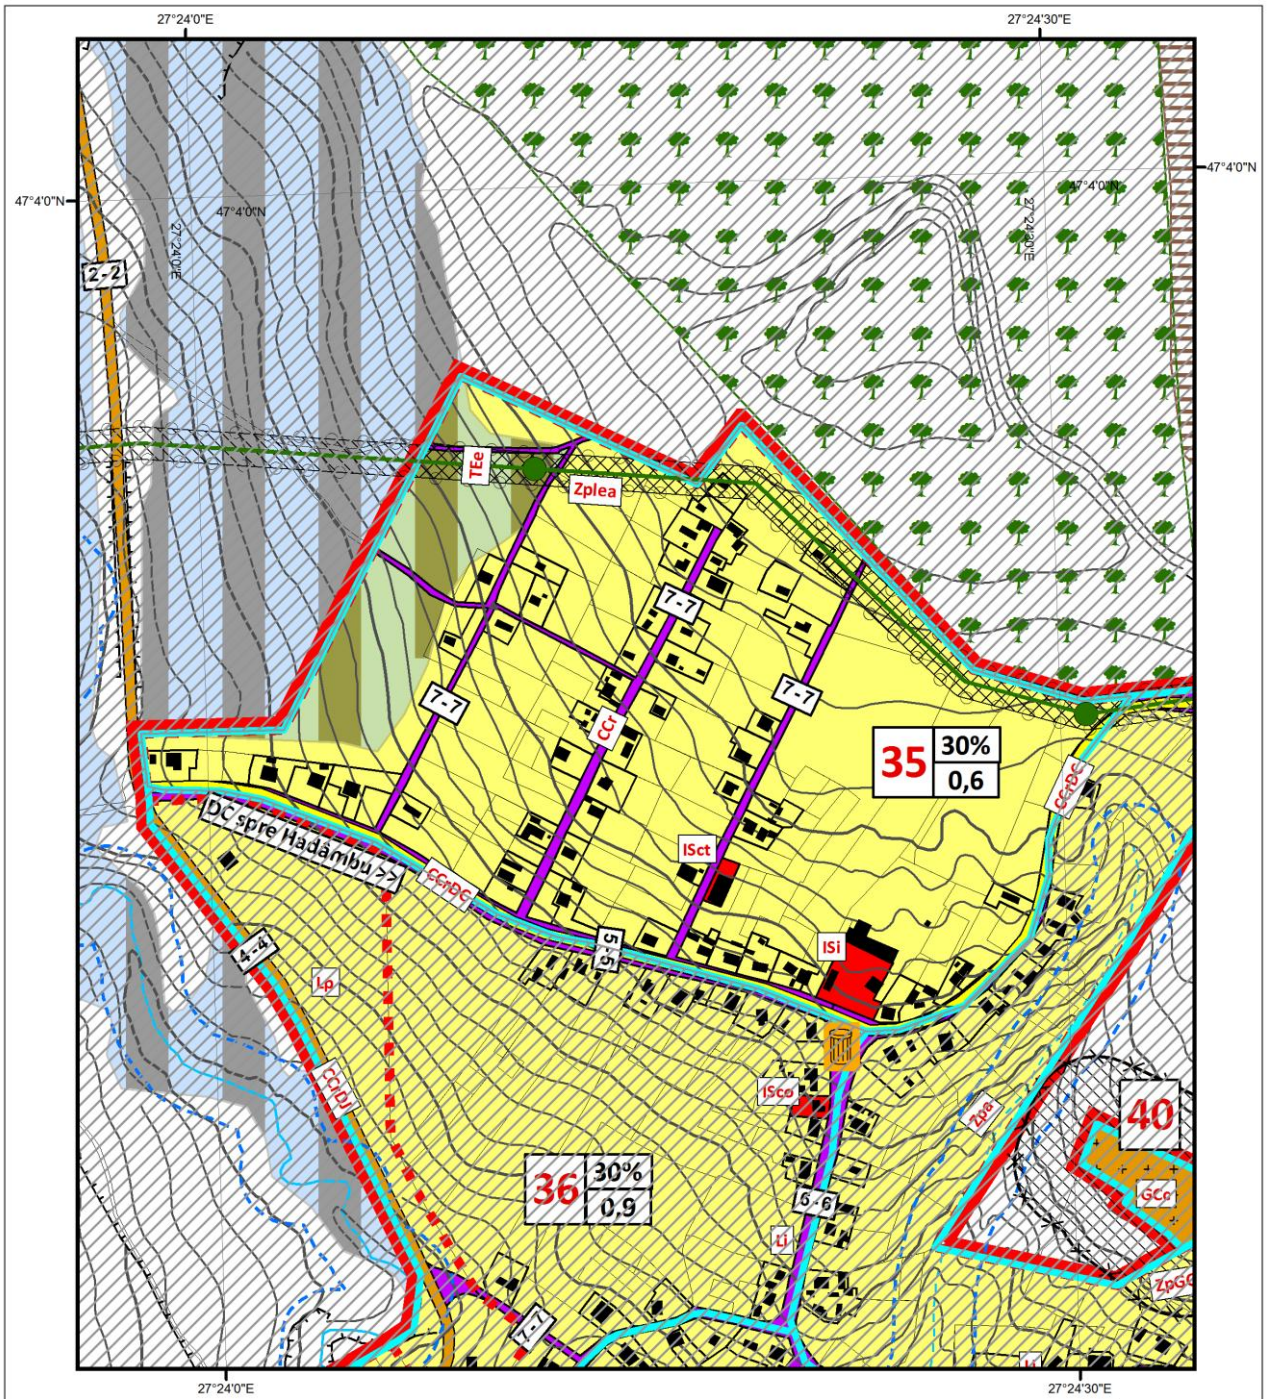 27°24'0"E
27°24'30"E
47°4'0"N
47°4'0"N
47°4'0"N
47°4'0"N
27°24'0"E
27°24'30"E
2-2
TEe
Zplea
7-7
7-7
7-7
CCr
35
30%
0,6
CCrDC
DC spre Hadâmbu >>
ISct
CCrDC
5-5
ISi
4-4
Lp
CCrDJ
ISco
Zpa
40
36
30%
0,9
GCc
6-6
Li
ZpGC
7-7
27°24'0"E
27°24'30"E